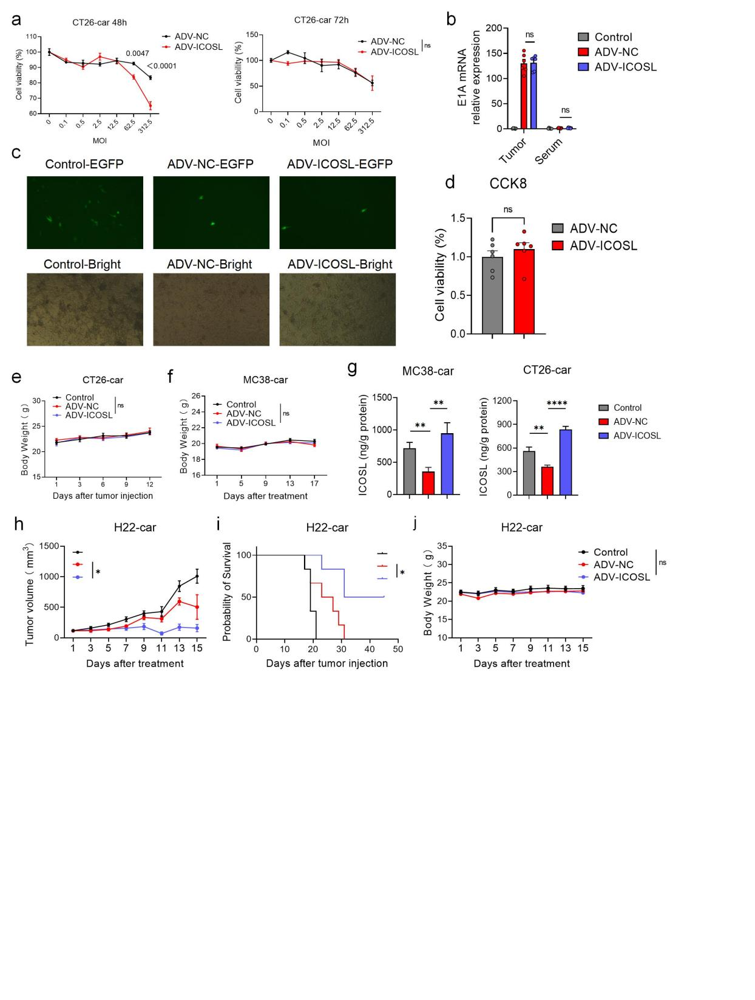 a
CT26-car 48h
Cell viability (%)
110
100
90
80
70
60
0
0.1
0.5
2.5
12.5
62.5
312.5
MOI
0.0047
<0.0001
ADV-NC
ADV-ICOSL
CT26-car 72h
Cell viability (%)
150
100
50
0
0
0.1
0.5
2.5
12.5
62.5
312.5
MOI
ADV-NC
ADV-ICOSL
ns
b
E1A mRNA
relative expression
200
150
100
50
0
ns
ns
Tumor
Serum
Control
ADV-NC
ADV-ICOSL
c
Control-EGFP
ADV-NC-EGFP
ADV-ICOSL-EGFP
Control-Bright
ADV-NC-Bright
ADV-ICOSL-Bright
d
CCK8
Cell viability (%)
1.5
1.0
0.5
0.0
ns
ADV-NC
ADV-ICOSL
e
CT26-car
Body Weight ( g)
30
25
20
15
Control
ADV-NC
ADV-ICOSL
ns
1
3
6
9
12
Days after tumor injection
f
MC38-car
Body Weight ( g)
26
24
22
20
18
16
Control
ADV-NC
ADV-ICOSL
ns
1
5
9
13
17
Days after treatment
g
MC38-car
ICOSL (ng/g protein)
1500
1000
500
0
**
**
CT26-car
ICOSL (ng/g protein)
1200
900
600
300
0
**
****
Control
ADV-NC
ADV-ICOSL
h
H22-car
Tumor volume ( mm³)
1500
1000
500
0
*
1
3
5
7
9
11
13
15
Days after treatment
i
H22-car
Probability of Survival
100
50
0
*
0
10
20
30
40
50
Days after tumor injection
j
H22-car
Body Weight ( g)
35
30
25
20
15
10
Control
ADV-NC
ADV-ICOSL
ns
1
3
5
7
9
11
13
15
Days after treatment